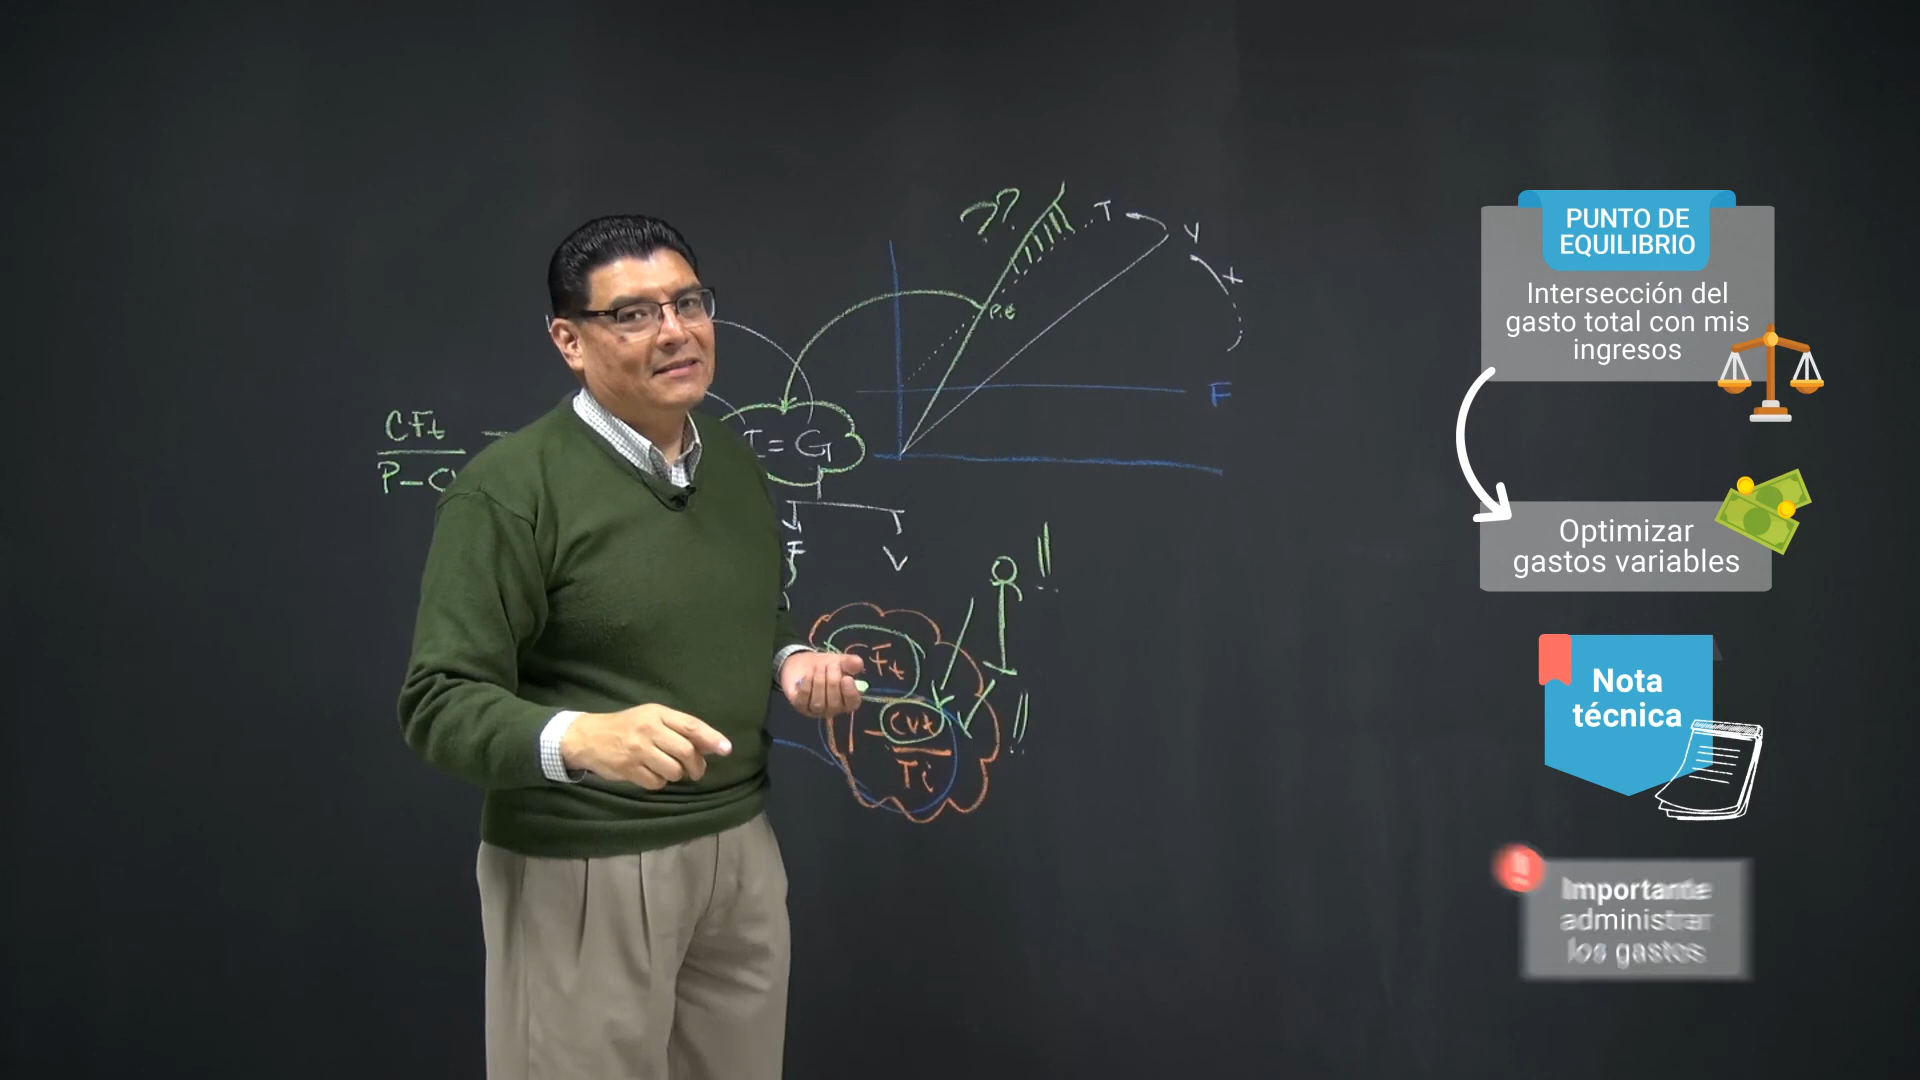 CFt
P-C
I=G
F
V
??
T
V
X
P.E
F
!!
CFt
- CVt
Ti
!!
PUNTO DE
EQUILIBRIO
Intersección del
gasto total con mis
ingresos
Optimizar
gastos variables
Nota
técnica
Importante
administrar
los gastos